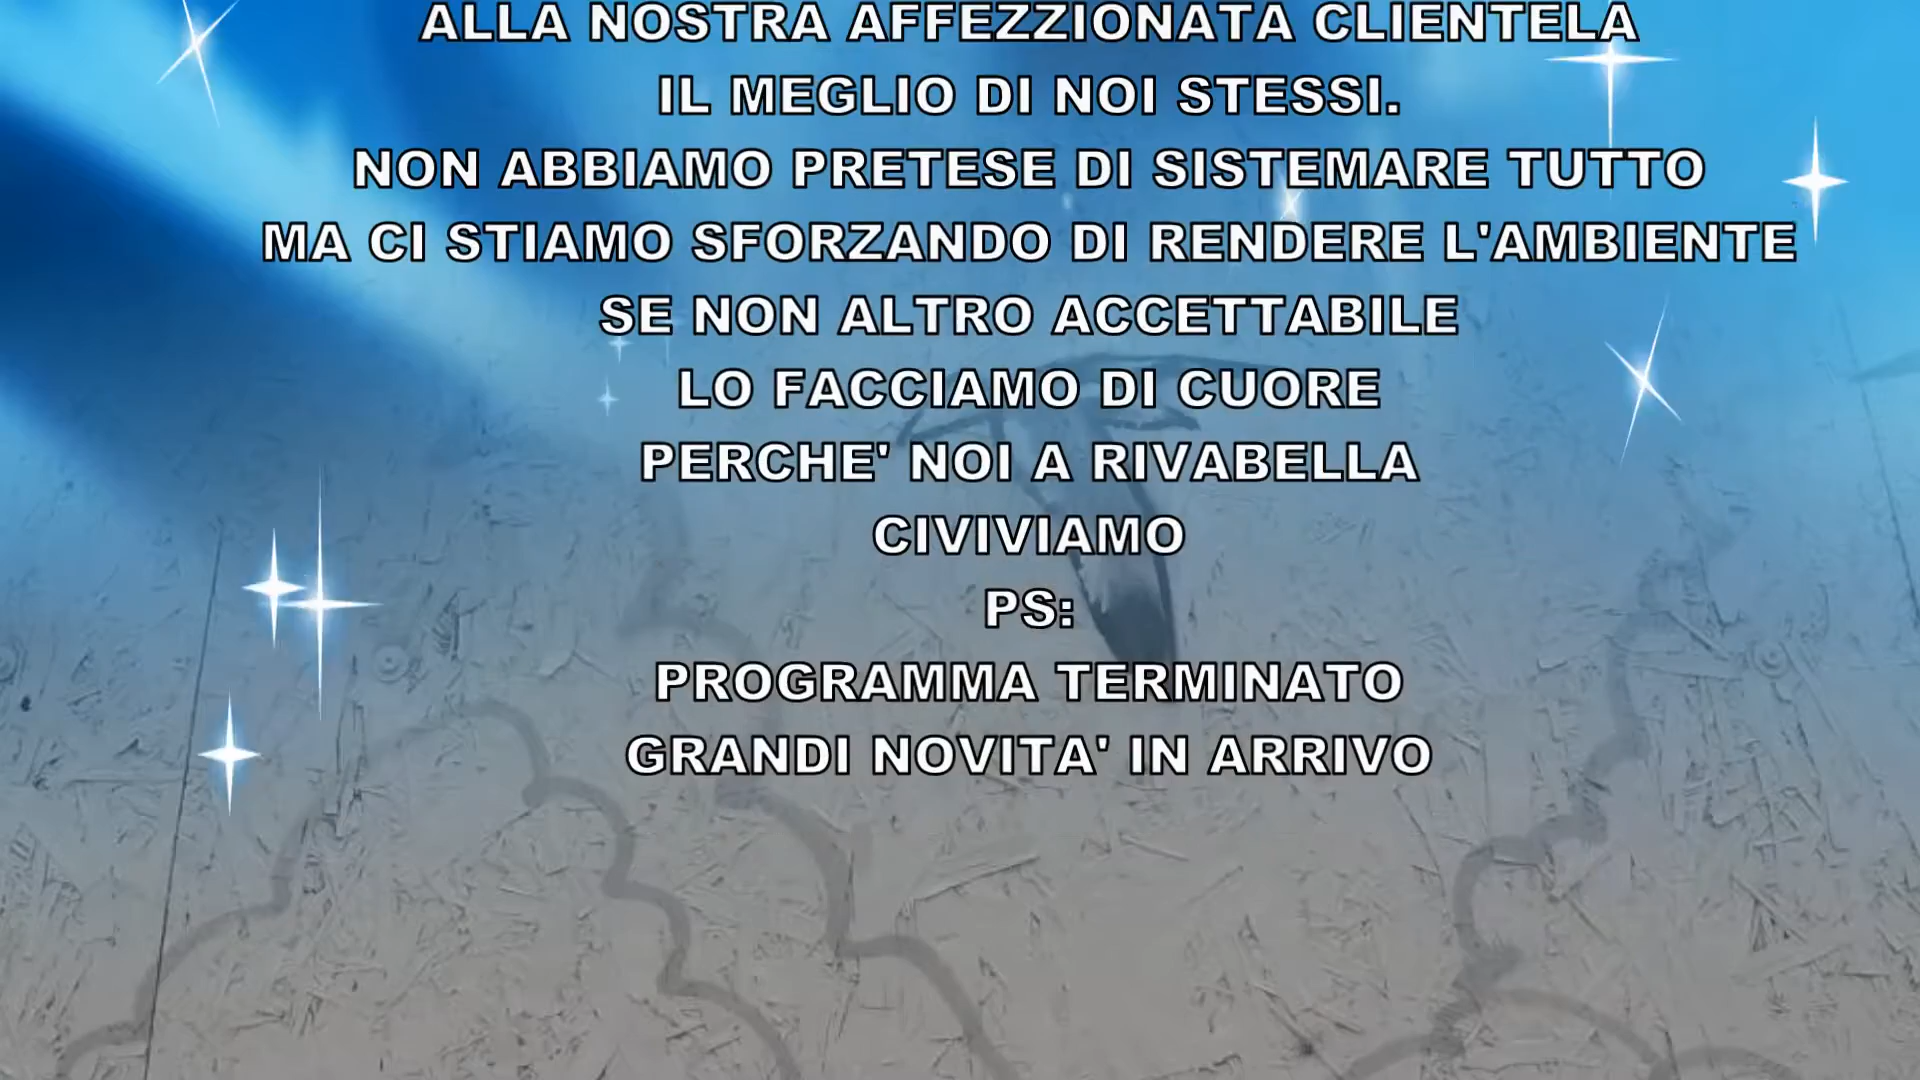 ALLA NOSTRA AFFEZZIONATA CLIENTELA
IL MEGLIO DI NOI STESSI.
NON ABBIAMO PRETESE DI SISTEMARE TUTTO
MA CI STIAMO SFORZANDO DI RENDERE L'AMBIENTE
SE NON ALTRO ACCETTABILE
LO FACCIAMO DI CUORE
PERCHE' NOI A RIVABELLA
CIVIVIAMO
PS:
PROGRAMMA TERMINATO
GRANDI NOVITA' IN ARRIVO